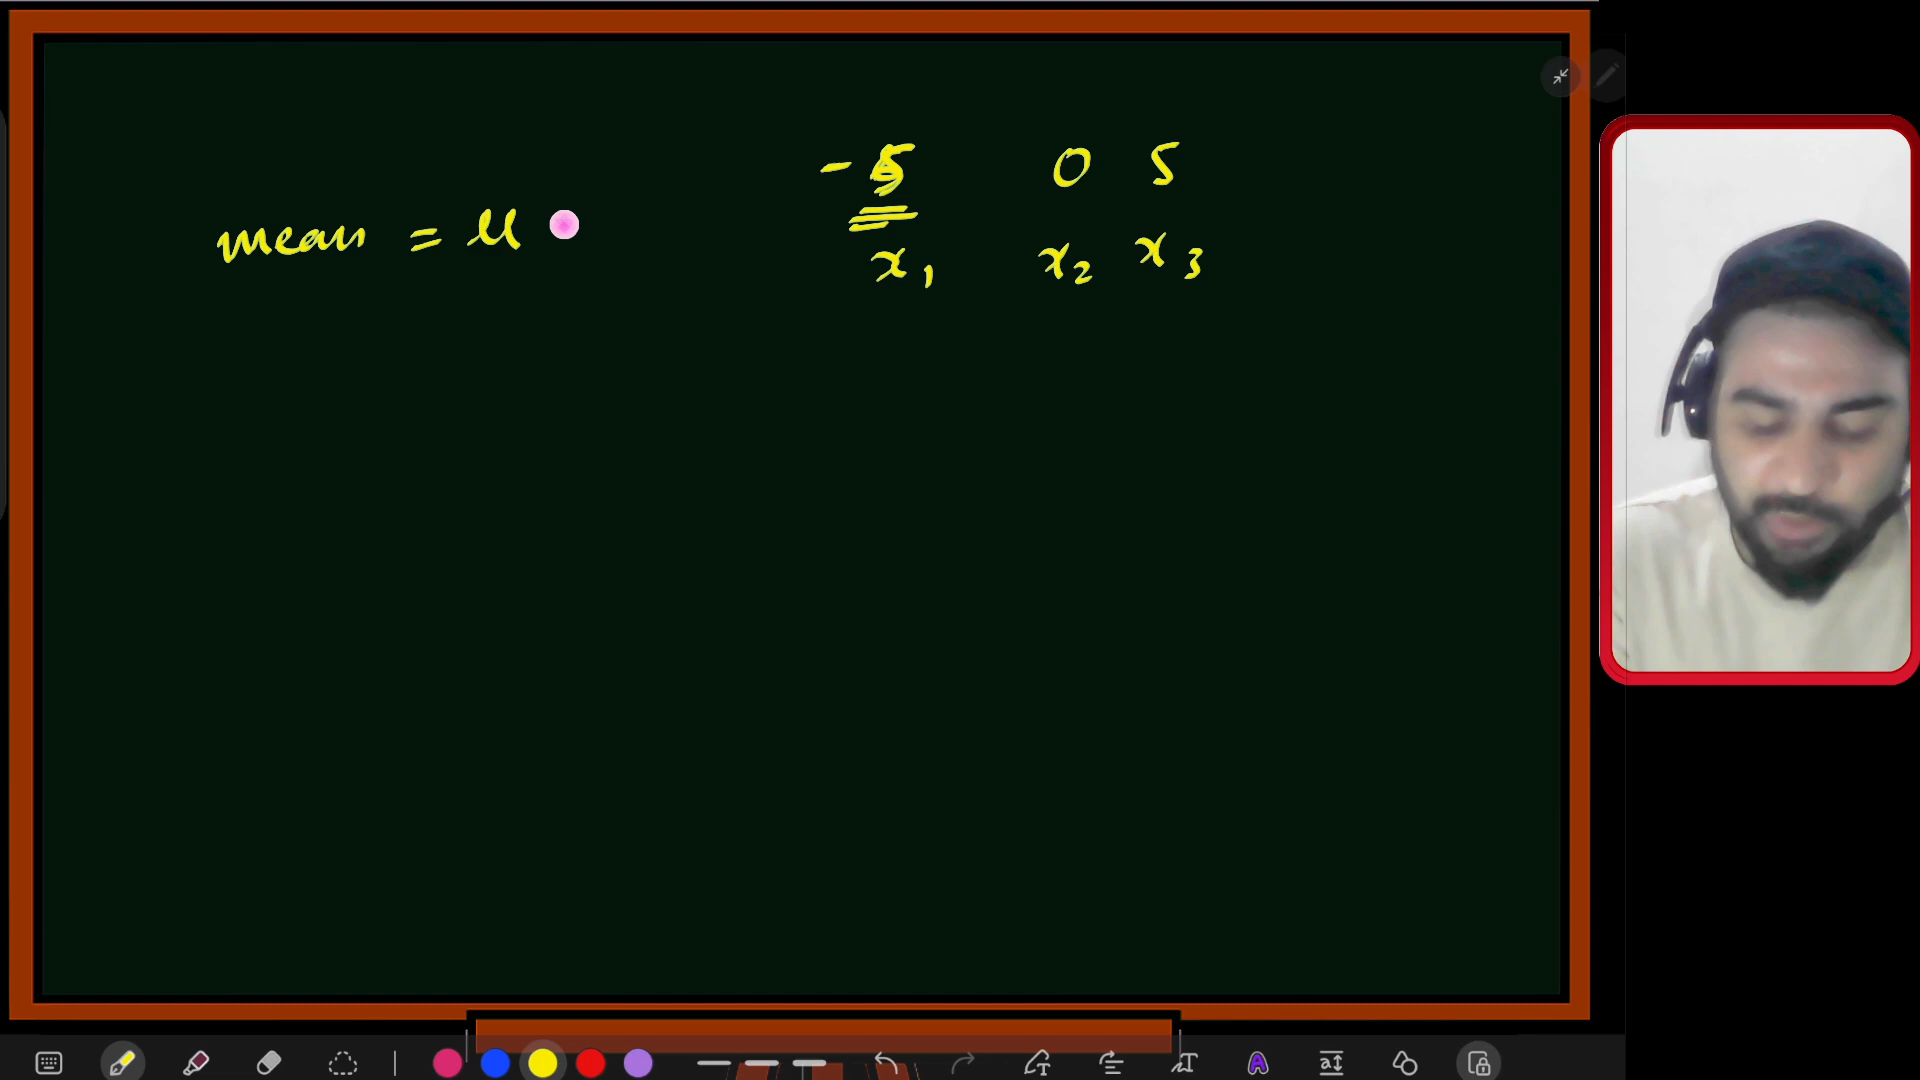 -5 0 5
mean = μ
x₁ x₂ x₃